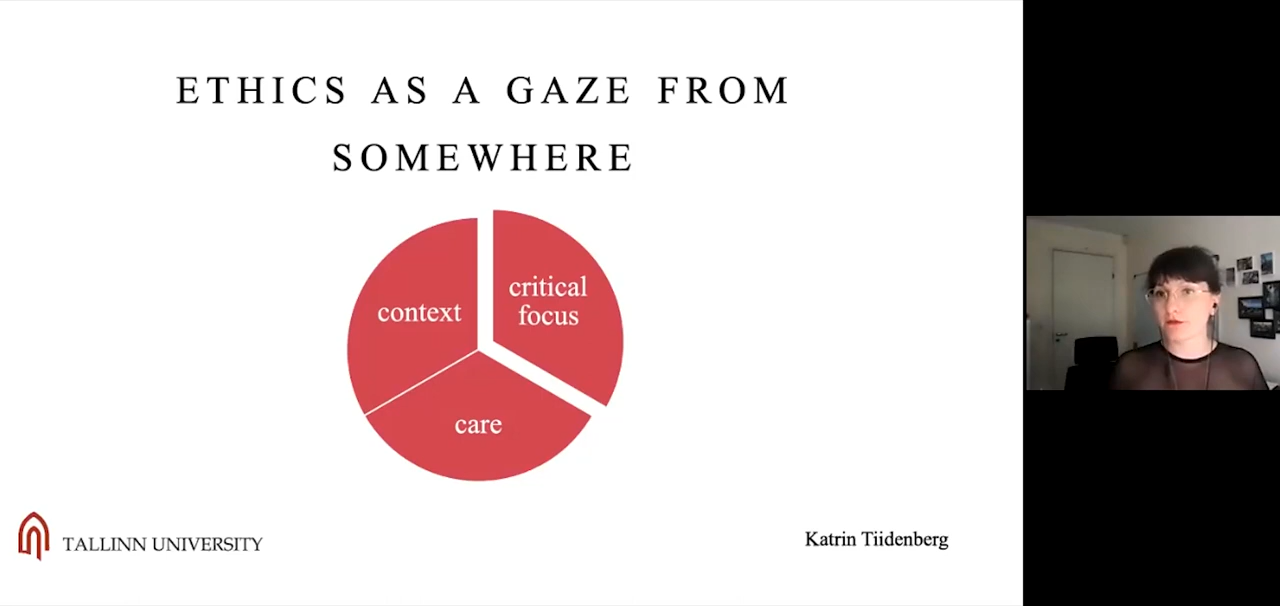 ETHICS AS A GAZE FROM
SOMEWHERE
context
critical
focus
care
TALLINN UNIVERSITY
Katrin Tiidenberg